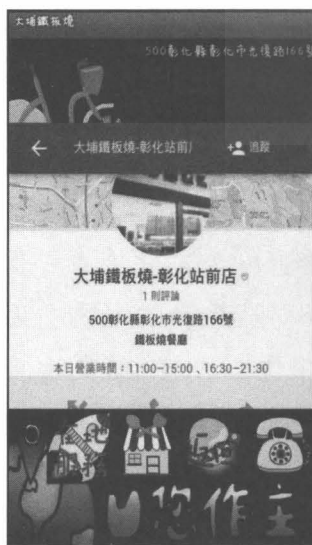 大埔鐵板燒
500彰化縣彰化市光復路166號
大埔鐵板燒-彰化站前
追蹤
大埔鐵板燒-彰化站前店
1 則評論
500彰化縣彰化市光復路166號
鐵板燒餐廳
本日營業時間：11:00-15:00、16:30-21:30
作主